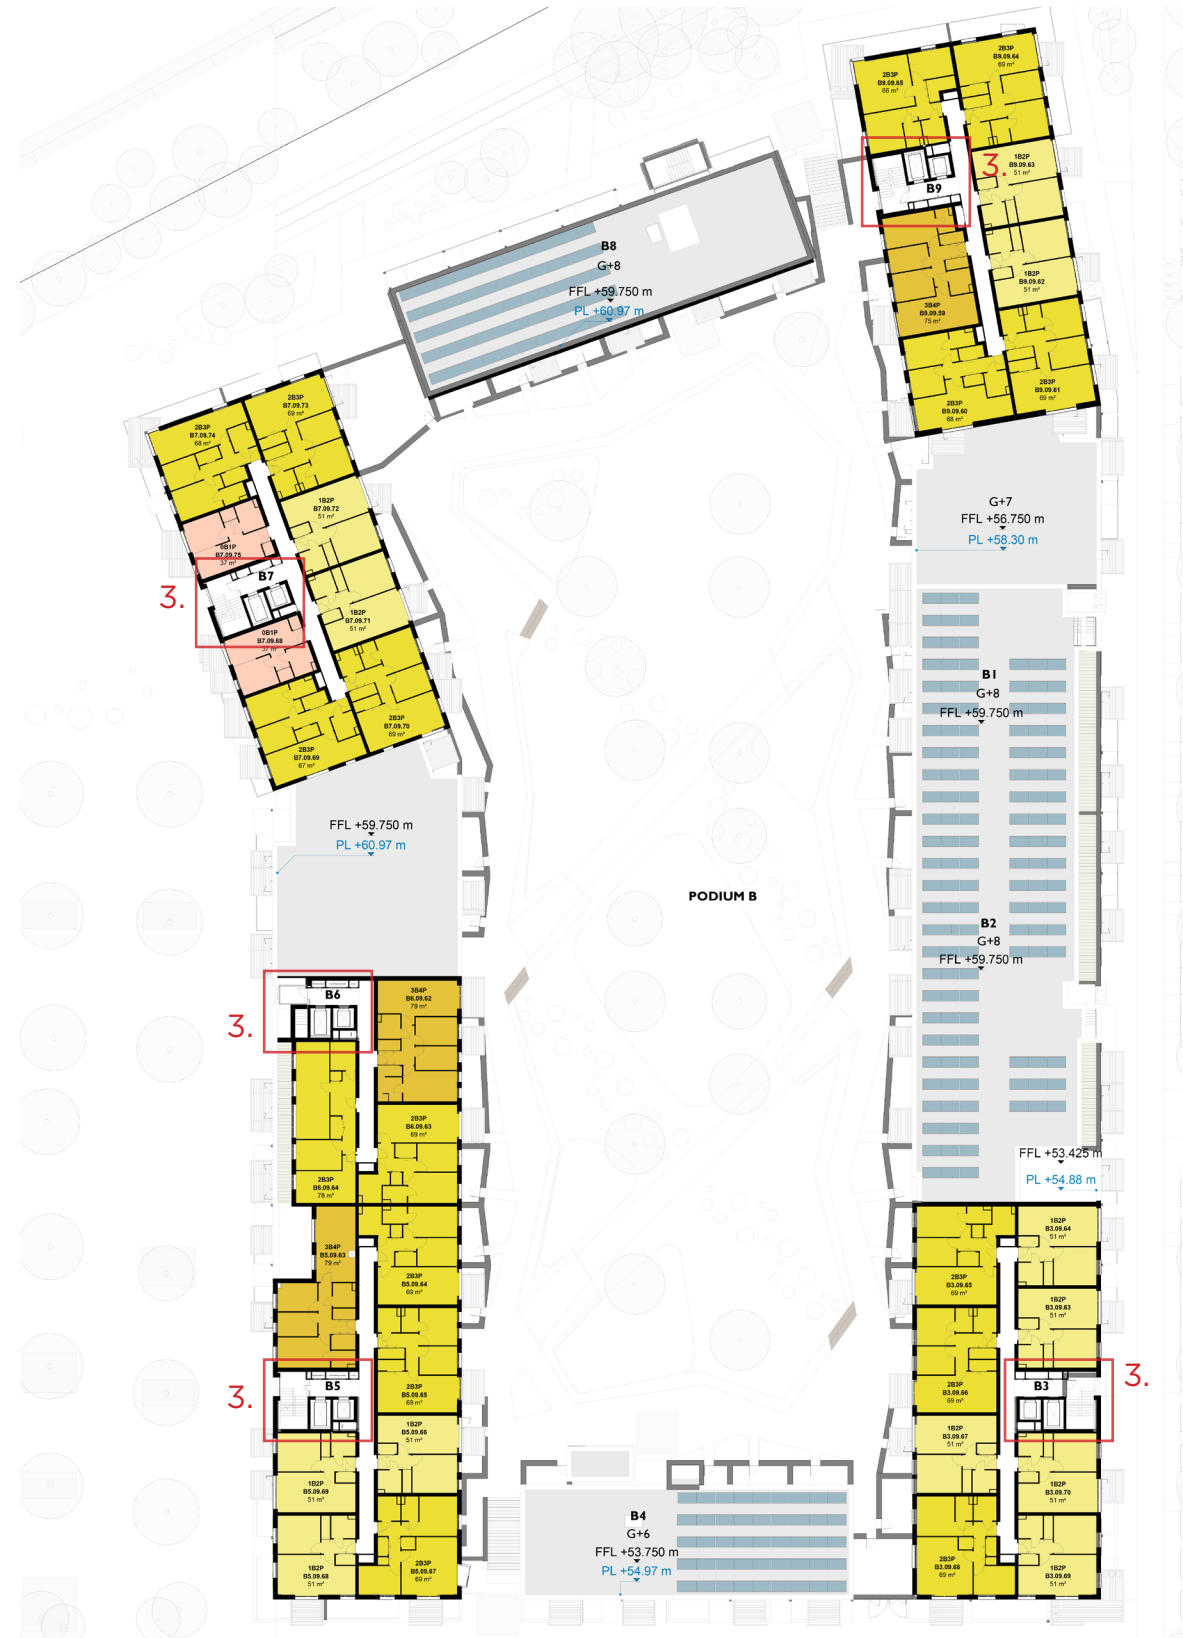 2B3P
B9.09.64
69 m²
2B3P
B9.09.65
66 m²
3.
1B2P
B9.09.63
51 m²
B9
B8
G+8
FFL +59.750 m
PL +60.97 m
1B2P
B9.09.62
51 m²
3B4P
B9.09.59
75 m²
2B3P
B9.09.61
69 m²
2B3P
B9.09.60
68 m²
2B3P
B7.09.73
69 m²
2B3P
B7.09.74
68 m²
1B2P
B7.09.72
51 m²
G+7
FFL +56.750 m
PL +58.30 m
0B1P
B7.09.75
37 m²
B7
3.
1B2P
B7.09.71
51 m²
0B1P
B7.09.68
37 m²
B1
G+8
FFL +59.750 m
2B3P
B7.09.70
69 m²
2B3P
B7.09.69
67 m²
FFL +59.750 m
PL +60.97 m
PODIUM B
B2
G+8
FFL +59.750 m
B6
3.
3B4P
B6.09.62
79 m²
2B3P
B6.09.63
69 m²
2B3P
B6.09.64
78 m²
FFL +53.425 m
PL +54.88 m
3B4P
B5.09.63
79 m²
2B3P
B5.09.64
69 m²
1B2P
B3.09.64
51 m²
2B3P
B3.09.65
69 m²
1B2P
B3.09.63
51 m²
B5
3.
2B3P
B5.09.65
69 m²
2B3P
B3.09.66
69 m²
B3
3.
1B2P
B5.09.66
51 m²
1B2P
B3.09.67
51 m²
1B2P
B5.09.69
51 m²
1B2P
B3.09.70
51 m²
B4
G+6
FFL +53.750 m
PL +54.97 m
1B2P
B5.09.68
51 m²
2B3P
B5.09.67
69 m²
2B3P
B3.09.68
69 m²
1B2P
B3.09.69
51 m²